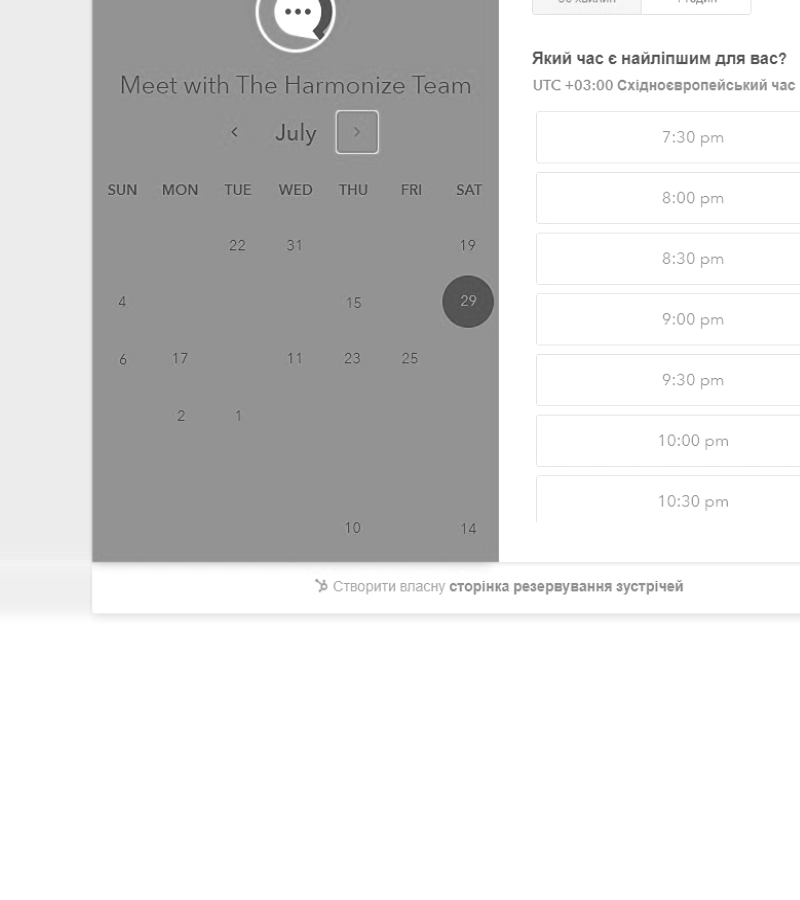 Meet with The Harmonize Team
July
SUN MON TUE WED THU FRI SAT
22 31 19
4 15 29
6 17 11 23 25
2 1
10 14
Який час є найліпшим для вас?
UTC +03:00 Східноєвропейський час
7:30 pm
8:00 pm
8:30 pm
9:00 pm
9:30 pm
10:00 pm
10:30 pm
Створити власну сторінка резервування зустрічей